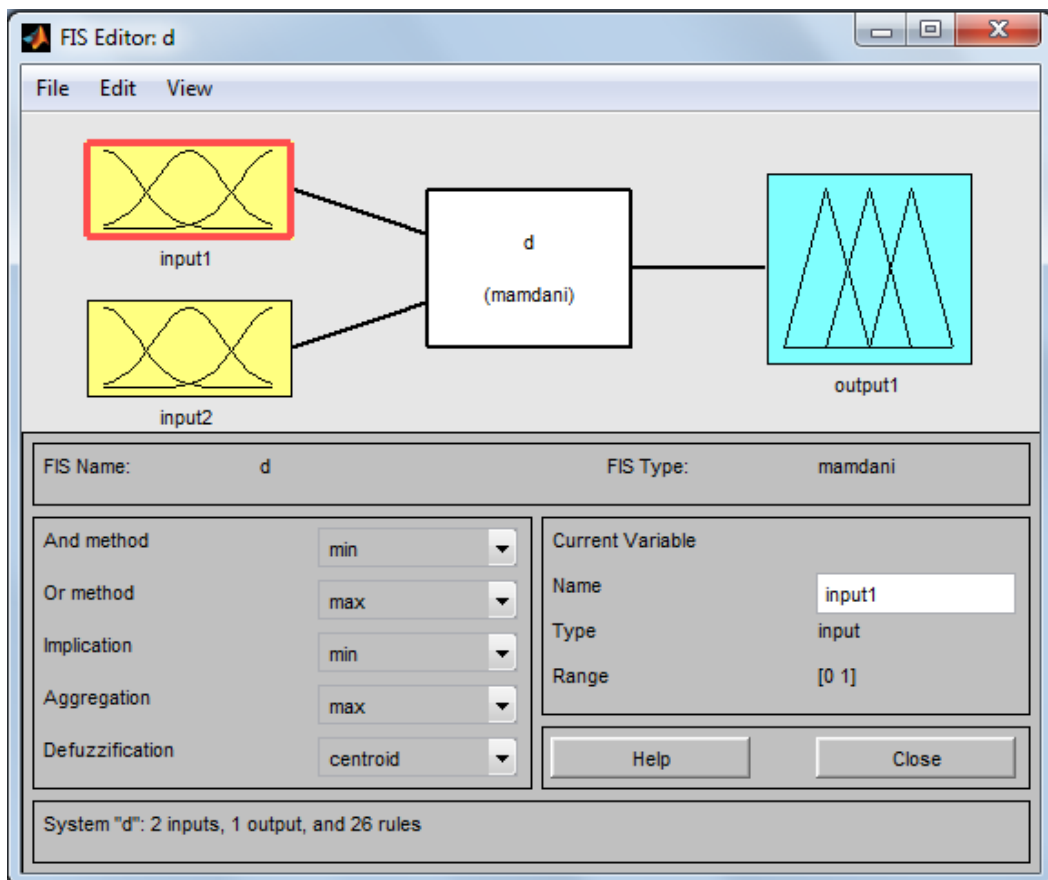 FIS Editor: d
File Edit View
input1
input2
d
(mamdani)
output1
FIS Name: d FIS Type: mamdani
And method min
Or method max
Implication min
Aggregation max
Defuzzification centroid
Current Variable
Name input1
Type input
Range [0 1]
Help Close
System "d": 2 inputs, 1 output, and 26 rules